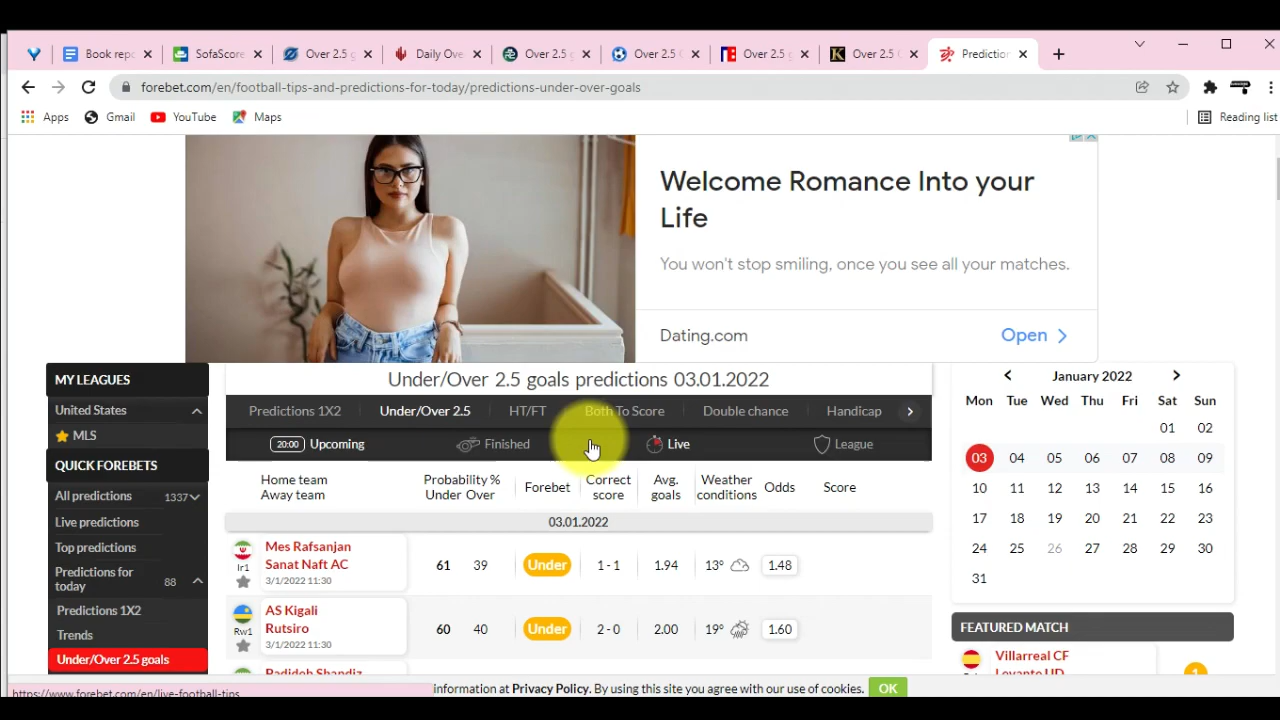 Book repo
SofaScore
Over 2.5 g
Daily Ove
Over 2.5 g
Over 2.5 G
Over 2.5 g
K
Over 2.5 G
Prediction
forebet.com/en/football-tips-and-predictions-for-today/predictions-under-over-goals
Apps
Gmail
YouTube
Maps
Reading list
Welcome Romance Into your
Life
You won't stop smiling, once you see all your matches.
Dating.com
Open
MY LEAGUES
United States
MLS
QUICK FOREBETS
All predictions 1337
Live predictions
Top predictions
Predictions for
today 88
Predictions 1X2
Trends
Under/Over 2.5 goals
Under/Over 2.5 goals predictions 03.01.2022
Predictions 1X2 Under/Over 2.5 HT/FT Both To Score Double chance Handicap
20:00 Upcoming Finished Live League
Home team
Away team
Probability %
Under Over
Forebet
Correct
score
Avg.
goals
Weather
conditions
Odds
Score
03.01.2022
Ir1
Mes Rafsanjan
Sanat Naft AC
3/1/2022 11:30
61 39 Under 1-1 1.94 13° 1.48
Rw1
AS Kigali
Rutsiro
3/1/2022 11:30
60 40 Under 2-0 2.00 19° 1.60
Padideh Shandiz
January 2022
Mon Tue Wed Thu Fri Sat Sun
01 02
03 04 05 06 07 08 09
10 11 12 13 14 15 16
17 18 19 20 21 22 23
24 25 26 27 28 29 30
31
FEATURED MATCH
Villarreal CF
Levante UD
1
https://www.forebet.com/en/live-football-tips
information at Privacy Policy. By using this site you agree with our use of cookies.
OK